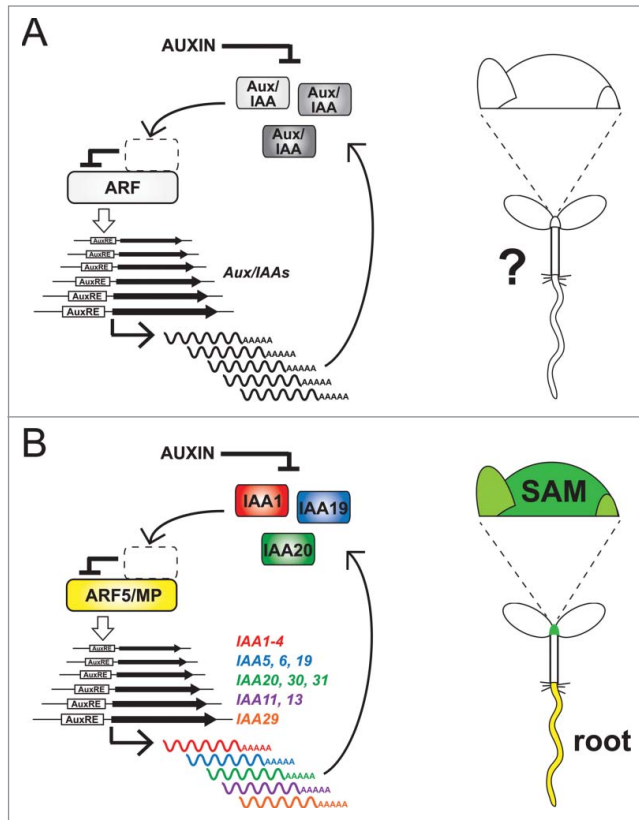 A
AUXIN
Aux/
IAA
Aux/
IAA
Aux/
IAA
ARF
AuxRE
AuxRE
AuxRE
AuxRE
AuxRE
AuxRE
Aux/IAAs
AAAAA
AAAAA
AAAAA
AAAAA
AAAAA
?
B
AUXIN
IAA1
IAA19
IAA20
ARF5/MP
AuxRE
AuxRE
AuxRE
AuxRE
AuxRE
AuxRE
IAA1-4
IAA5, 6, 19
IAA20, 30, 31
IAA11, 13
IAA29
AAAAA
AAAAA
AAAAA
AAAAA
AAAAA
SAM
root